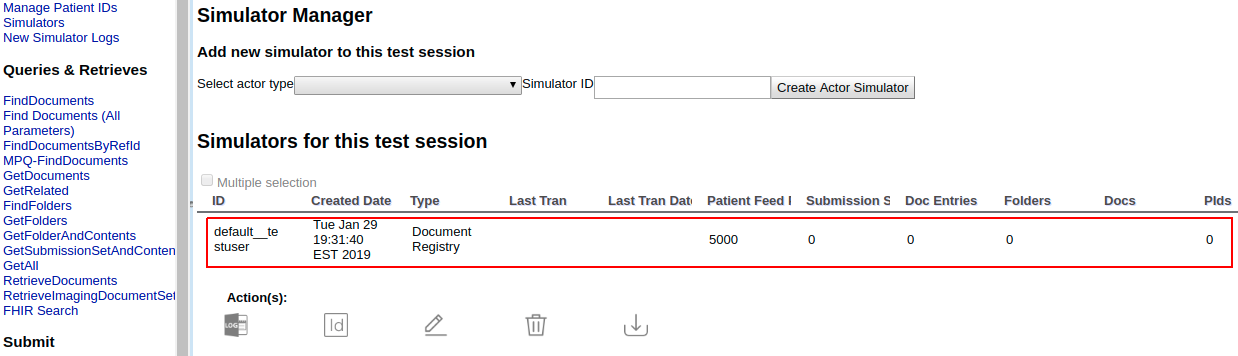 Manage Patient IDs
Simulators
New Simulator Logs
Queries & Retrieves
FindDocuments
Find Documents (All
Parameters)
FindDocumentsByRefId
MPQ-FindDocuments
GetDocuments
GetRelated
FindFolders
GetFolders
GetFolderAndContents
GetSubmissionSetAndConten
GetAll
RetrieveDocuments
RetrieveImagingDocumentSet
FHIR Search
Submit
Simulator Manager
Add new simulator to this test session
Select actor type Simulator ID Create Actor Simulator
Simulators for this test session
Multiple selection
ID Created Date Type Last Tran Last Tran Date Patient Feed Submission S Doc Entries Folders Docs PIds
default__te
stuser
Tue Jan 29
19:31:40
EST 2019
Document
Registry
5000 0 0 0 0
Action(s):
LOG Id